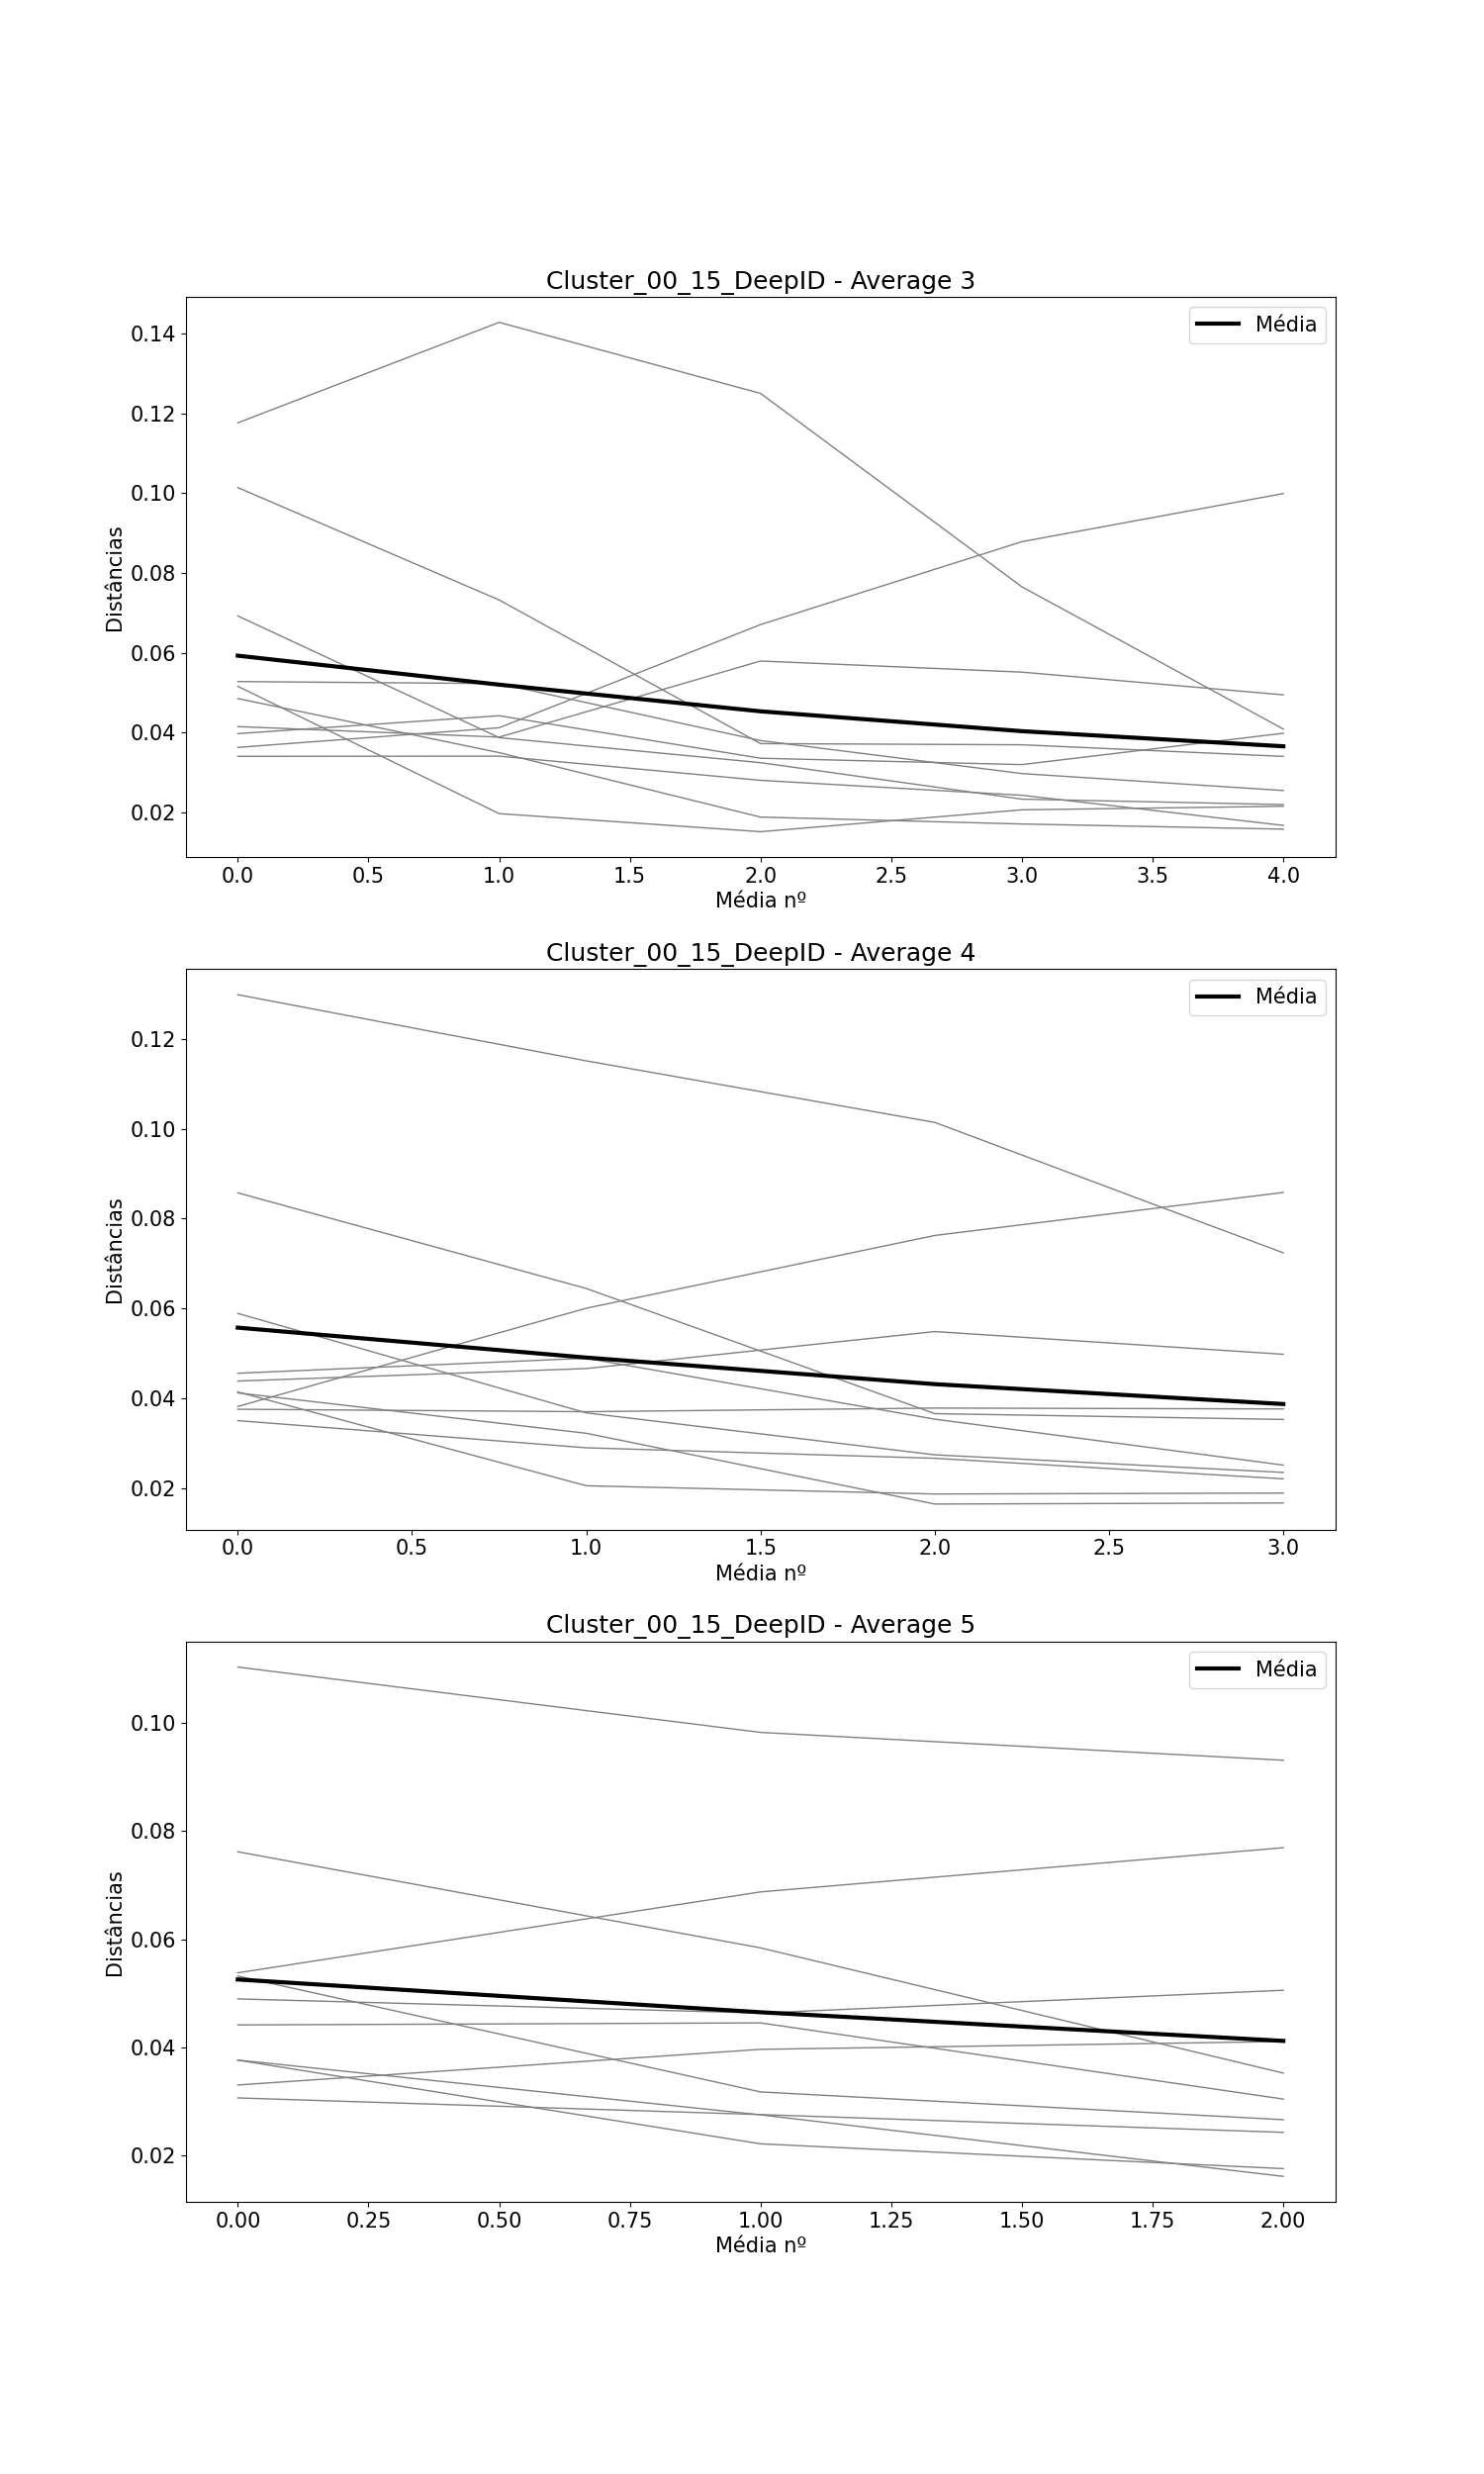 Cluster_00_15_DeepID - Average 3
Média
0.14
0.12
0.10
0.08
0.06
0.04
0.02
Distâncias
0.0 0.5 1.0 1.5 2.0 2.5 3.0 3.5 4.0
Média nº
Cluster_00_15_DeepID - Average 4
Média
0.12
0.10
0.08
0.06
0.04
0.02
Distâncias
0.0 0.5 1.0 1.5 2.0 2.5 3.0
Média nº
Cluster_00_15_DeepID - Average 5
Média
0.10
0.08
0.06
0.04
0.02
Distâncias
0.00 0.25 0.50 0.75 1.00 1.25 1.50 1.75 2.00
Média nº